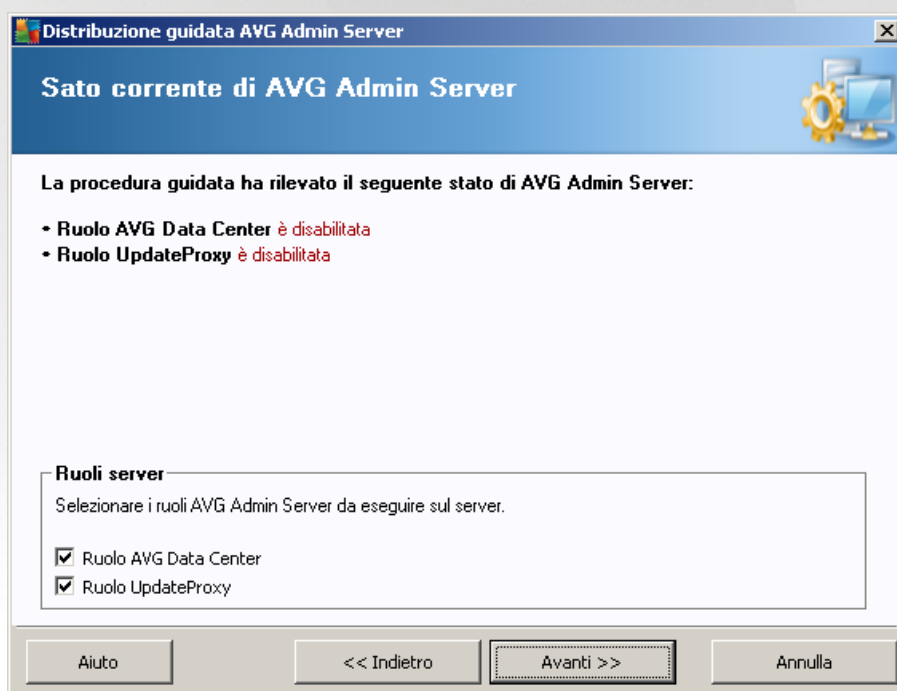 Distribuzione guidata AVG Admin Server
Sato corrente di AVG Admin Server
La procedura guidata ha rilevato il seguente stato di AVG Admin Server:
• Ruolo AVG Data Center è disabilitata
• Ruolo UpdateProxy è disabilitata
Ruoli server
Selezionare i ruoli AVG Admin Server da eseguire sul server.
Ruolo AVG Data Center
Ruolo UpdateProxy
Aiuto << Indietro Avanti >> Annulla